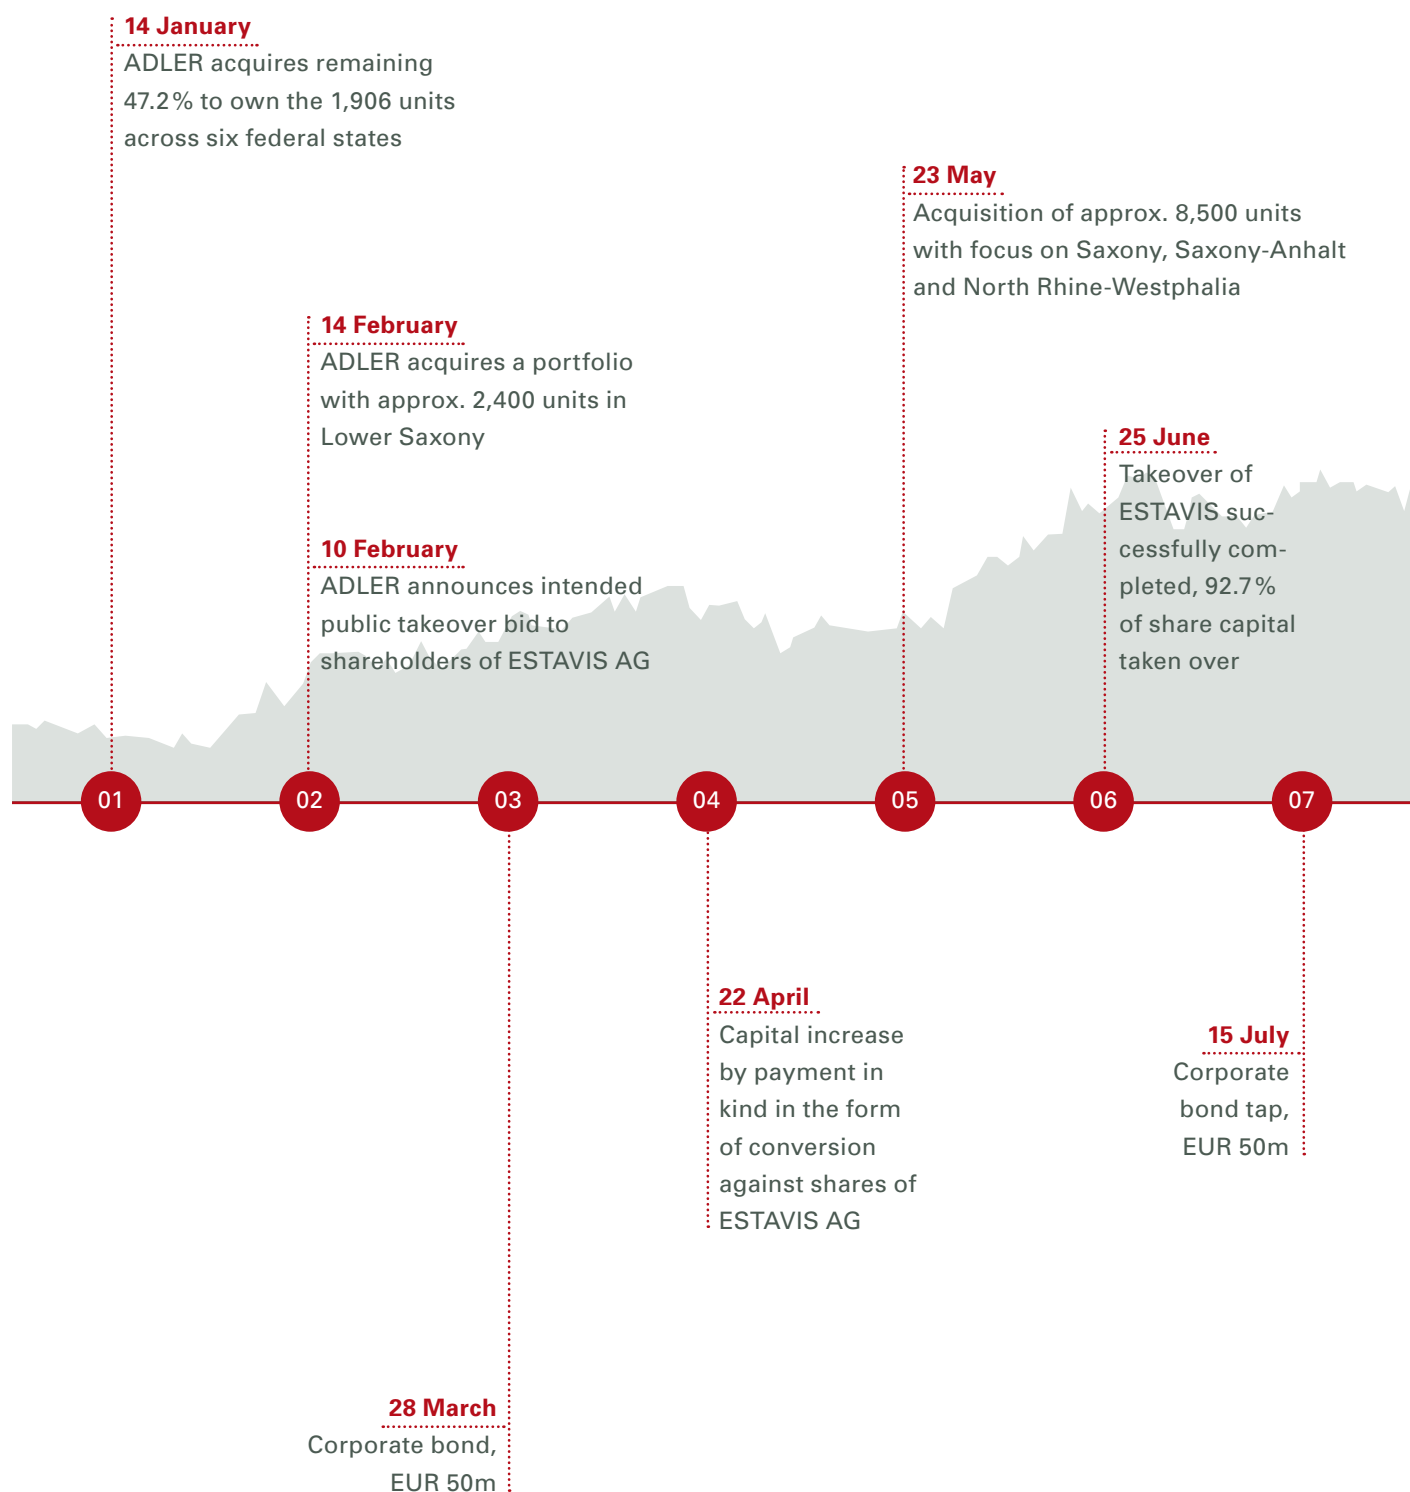 14 January
ADLER acquires remaining
47.2% to own the 1,906 units
across six federal states
23 May
Acquisition of approx. 8,500 units
with focus on Saxony, Saxony-Anhalt
and North Rhine-Westphalia
14 February
ADLER acquires a portfolio
with approx. 2,400 units in
Lower Saxony
25 June
Takeover of
ESTAVIS suc-
cessfully com-
pleted, 92.7%
of share capital
taken over
10 February
ADLER announces intended
public takeover bid to
shareholders of ESTAVIS AG
01
02
03
04
05
06
07
22 April
Capital increase
by payment in
kind in the form
of conversion
against shares of
ESTAVIS AG
15 July
Corporate
bond tap,
EUR 50m
28 March
Corporate bond,
EUR 50m